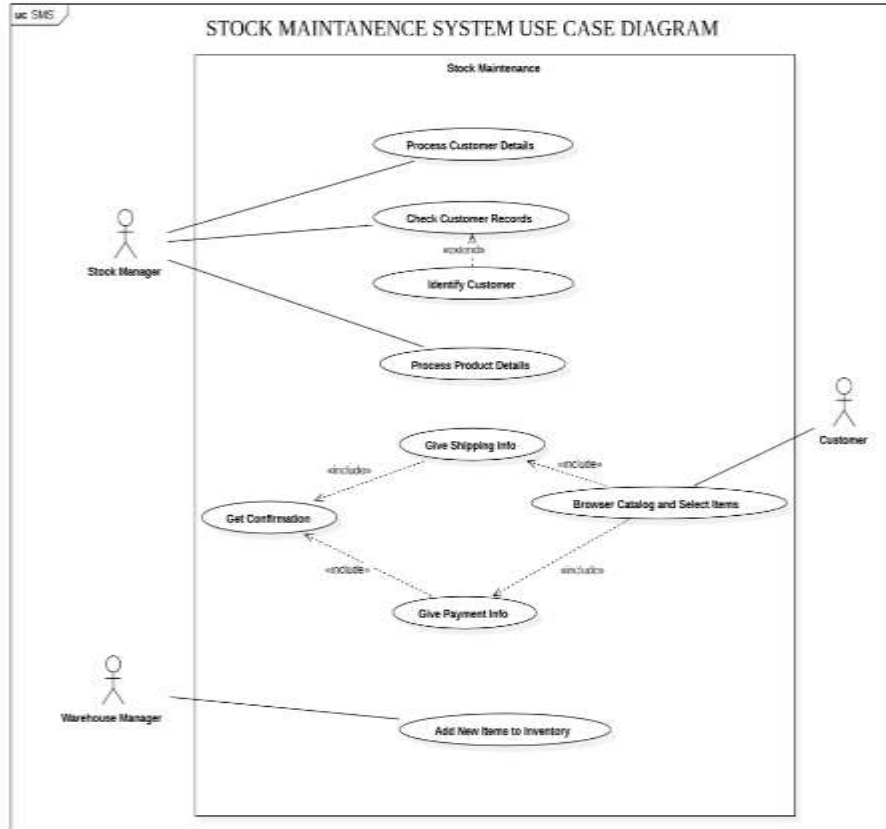 uc SMS
STOCK MAINTANENCE SYSTEM USE CASE DIAGRAM
Stock Maintenance
Process Customer Details
Check Customer Records
«extend»
Stock Manager
Identify Customer
Process Product Details
Customer
Give Shipping Info
«include»
«include»
Browser Catalog and Select Items
Get Confirmation
«include»
«include»
Give Payment Info
Warehouse Manager
Add New Items to Inventory